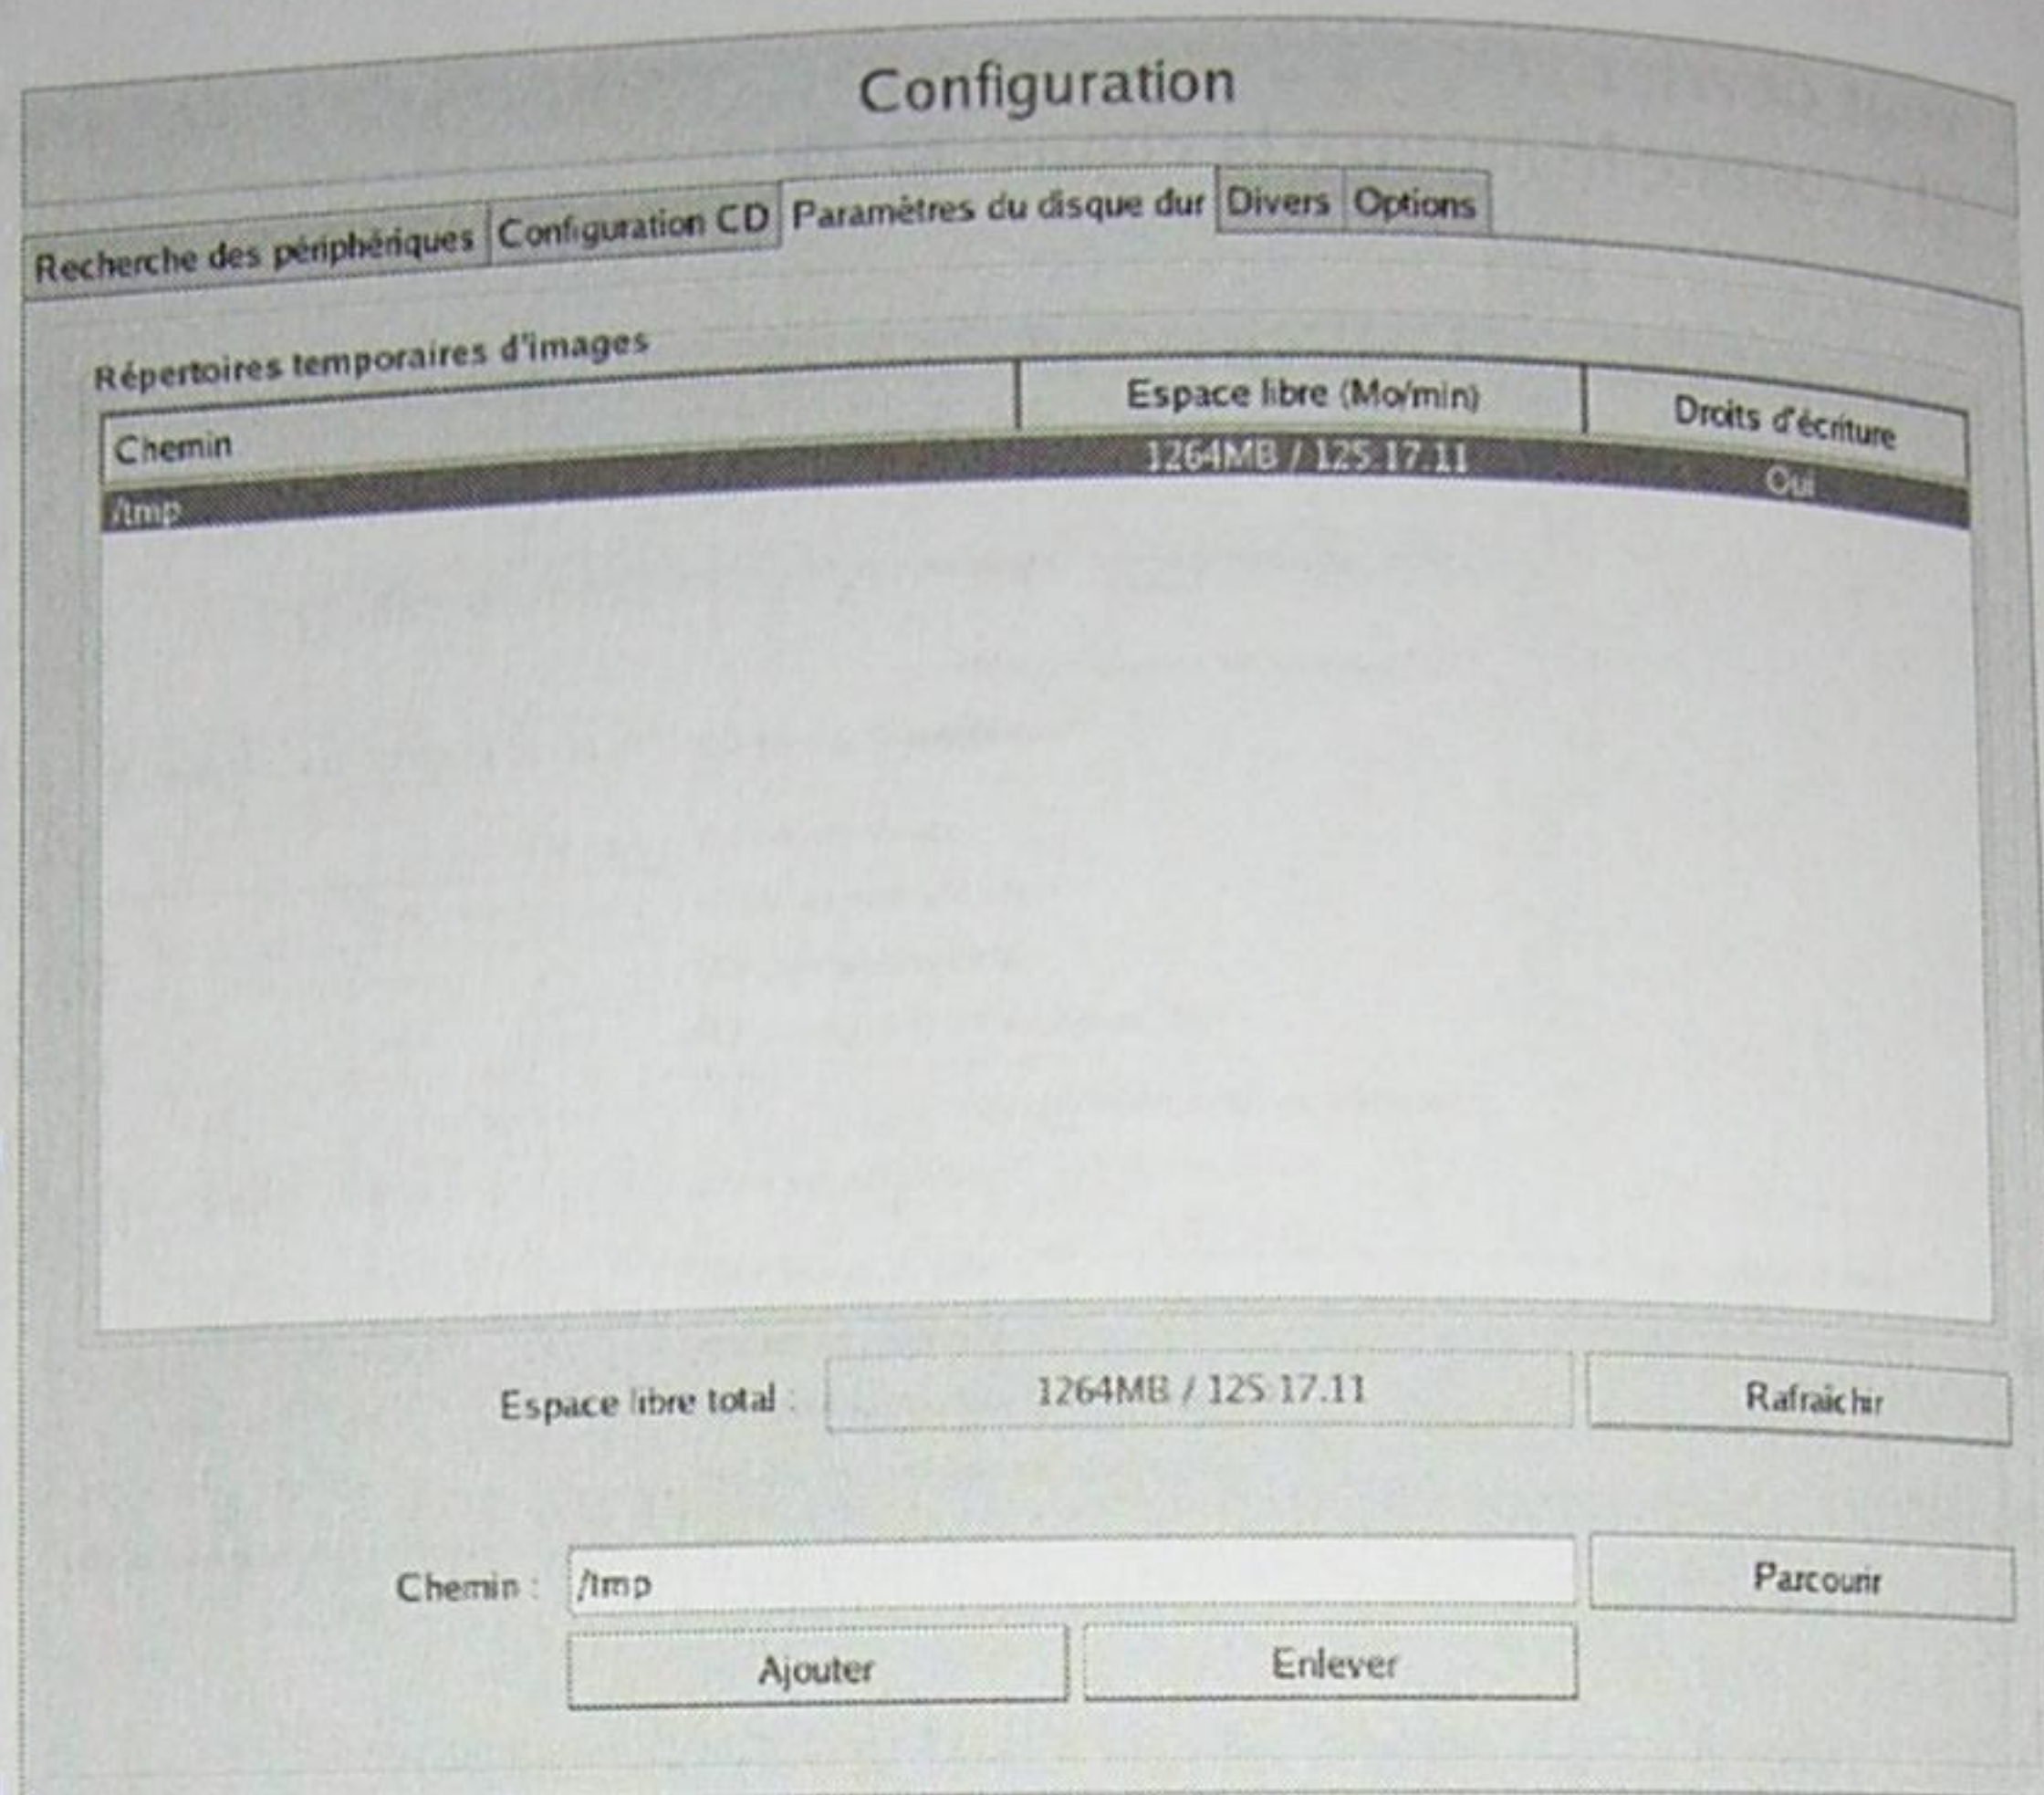 Configuration
Recherche des périphériques Configuration CD Paramètres du disque dur Divers Options
Répertoires temporaires d'images
Chemin Espace libre (Mo/min) Droits d'écriture
/tmp 1264MB / 125:17.11 Oui
Espace libre total : 1264MB / 125:17.11 Rafraîchir
Chemin : /tmp Parcourir
Ajouter Enlever